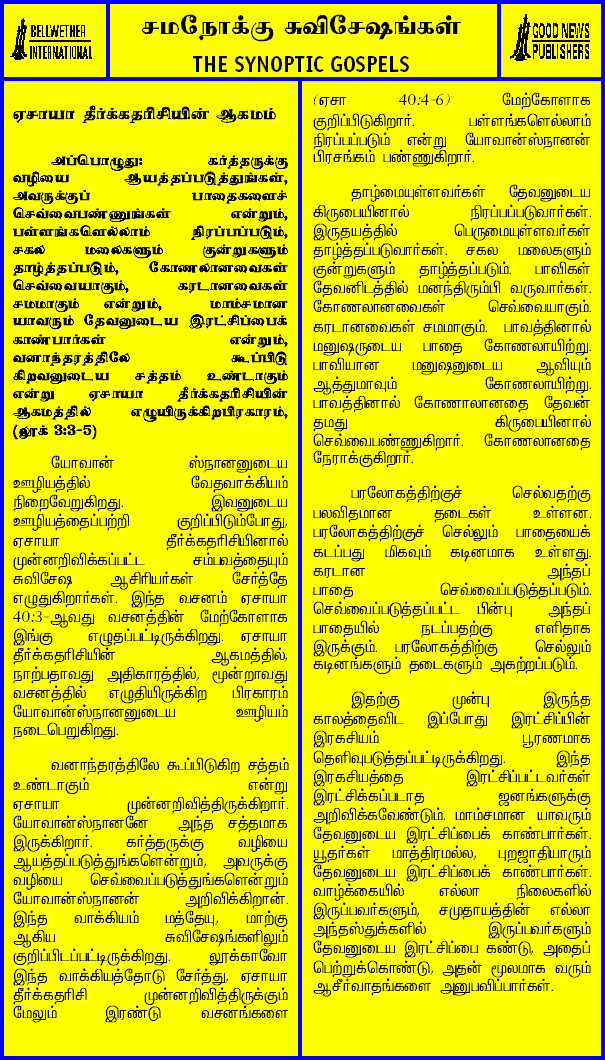 BELLWETHER
INTERNATIONAL
சமநோக்கு சுவிசேஷங்கள்
THE SYNOPTIC GOSPELS
GOOD NEWS
PUBLISHERS
ஏசாயா தீர்க்கதரிசியின் ஆகமம்
அப்பொழுது: கர்த்தருக்கு
வழியை ஆயத்தப்படுத்துங்கள்,
அவருக்குப் பாதைகளைச்
செவ்வைபண்ணுங்கள் என்றும்,
பள்ளங்களெல்லாம் நிரப்பப்படும்,
சகல மலைகளும் குன்றுகளும்
தாழ்த்தப்படும், கோணலானவைகள்
செவ்வையாகும், கரடானவைகள்
சமமாகும் என்றும், மாம்சமான
யாவரும் தேவனுடைய இரட்சிப்பைக்
காண்பார்கள் என்றும்,
வனாந்தரத்திலே கூப்பிடு
கிறவனுடைய சத்தம் உண்டாகும்
என்று ஏசாயா தீர்க்கதரிசியின்
ஆகமத்தில் எழுயிருக்கிறபிரகாரம்,
(லூக் 3:3-5)
யோவான் ஸ்நானனுடைய
ஊழியத்தில் வேதவாக்கியம்
நிறைவேறுகிறது. இவனுடைய
ஊழியத்தைப்பற்றி குறிப்பிடும்போது,
ஏசாயா தீர்க்கதரிசியினால்
முன்னறிவிக்கப்பட்ட சம்பவத்தையும்
சுவிசேஷ ஆசிரியர்கள் சேர்த்தே
எழுதுகிறார்கள். இந்த வசனம் ஏசாயா
40:3-ஆவது வசனத்தின் மேற்கோளாக
இங்கு எழுதப்பட்டிருக்கிறது. ஏசாயா
தீர்க்கதரிசியின் ஆகமத்தில்,
நாற்பதாவது அதிகாரத்தில், மூன்றாவது
வசனத்தில் எழுதியிருக்கிற பிரகாரம்
யோவான்ஸ்நானனுடைய ஊழியம்
நடைபெறுகிறது.
வனாந்தரத்திலே கூப்பிடுகிற சத்தம்
உண்டாகும் என்று
ஏசாயா முன்னறிவித்திருக்கிறார்.
யோவான்ஸ்நானனே அந்த சத்தமாக
இருக்கிறார். கர்த்தருக்கு வழியை
ஆயத்தப்படுத்துங்களென்றும், அவருக்கு
வழியை செவ்வைப்படுத்துங்களென்றும்
யோவான்ஸ்நானன் அறிவிக்கிறான்.
இந்த வாக்கியம் மத்தேயு, மாற்கு
ஆகிய சுவிசேஷங்களிலும்
குறிப்பிடப்பட்டிருக்கிறது. லூக்காவோ
இந்த வாக்கியத்தோடு சேர்த்து, ஏசாயா
தீர்க்கதரிசி முன்னறிவித்திருக்கும்
மேலும் இரண்டு வசனங்களை
(ஏசா 40:4-6) மேற்கோளாக
குறிப்பிடுகிறார். பள்ளங்களெல்லாம்
நிரப்பப்படும் என்று யோவான்ஸ்நானன்
பிரசங்கம் பண்ணுகிறார்.
தாழ்மையுள்ளவர்கள் தேவனுடைய
கிருபையினால் நிரப்பப்படுவார்கள்.
இருதயத்தில் பெருமையுள்ளவர்கள்
தாழ்த்தப்படுவார்கள். சகல மலைகளும்
குன்றுகளும் தாழ்த்தப்படும். பாவிகள்
தேவனிடத்தில் மனந்திரும்பி வருவார்கள்.
கோணலானவைகள் செவ்வையாகும்.
கரடானவைகள் சமமாகும். பாவத்தினால்
மனுஷருடைய பாதை கோணலாயிற்று.
பாவியான மனுஷனுடைய ஆவியும்
ஆத்துமாவும் கோணலாயிற்று.
பாவத்தினால் கோணாலானதை தேவன்
தமது கிருபையினால்
செவ்வைபண்ணுகிறார். கோணலானதை
நேராக்குகிறார்.
பரலோகத்திற்குச் செல்வதற்கு
பலவிதமான தடைகள் உள்ளன.
பரலோகத்திற்குச் செல்லும் பாதையைக்
கடப்பது மிகவும் கடினமாக உள்ளது.
கரடான அந்தப்
பாதை செவ்வைப்படுத்தப்படும்.
செவ்வைப்படுத்தப்பட்ட பின்பு அந்தப்
பாதையில் நடப்பதற்கு எளிதாக
இருக்கும். பரலோகத்திற்கு செல்லும்
கடினங்களும் தடைகளும் அகற்றப்படும்.
இதற்கு முன்பு இருந்த
காலத்தைவிட இப்போது இரட்சிப்பின்
இரகசியம் பூரணமாக
தெளிவுபடுத்தப்பட்டிருக்கிறது. இந்த
இரகசியத்தை இரட்சிப்பட்டவர்கள்
இரட்சிக்கப்படாத ஜனங்களுக்கு
அறிவிக்கவேண்டும். மாம்சமான யாவரும்
தேவனுடைய இரட்சிப்பைக் காண்பார்கள்.
யூதர்கள் மாத்திரமல்ல, புறஜாதியாரும்
தேவனுடைய இரட்சிப்பைக் காண்பார்கள்.
வாழ்க்கையில் எல்லா நிலைகளில்
இருப்பவர்களும், சமுதாயத்தின் எல்லா
அந்தஸ்துக்களில் இருப்பவர்களும்
தேவனுடைய இரட்சிப்பை கண்டு, அதைப்
பெற்றுக்கொண்டு, அதன் மூலமாக வரும்
ஆசீர்வாதங்களை அனுபவிப்பார்கள்.